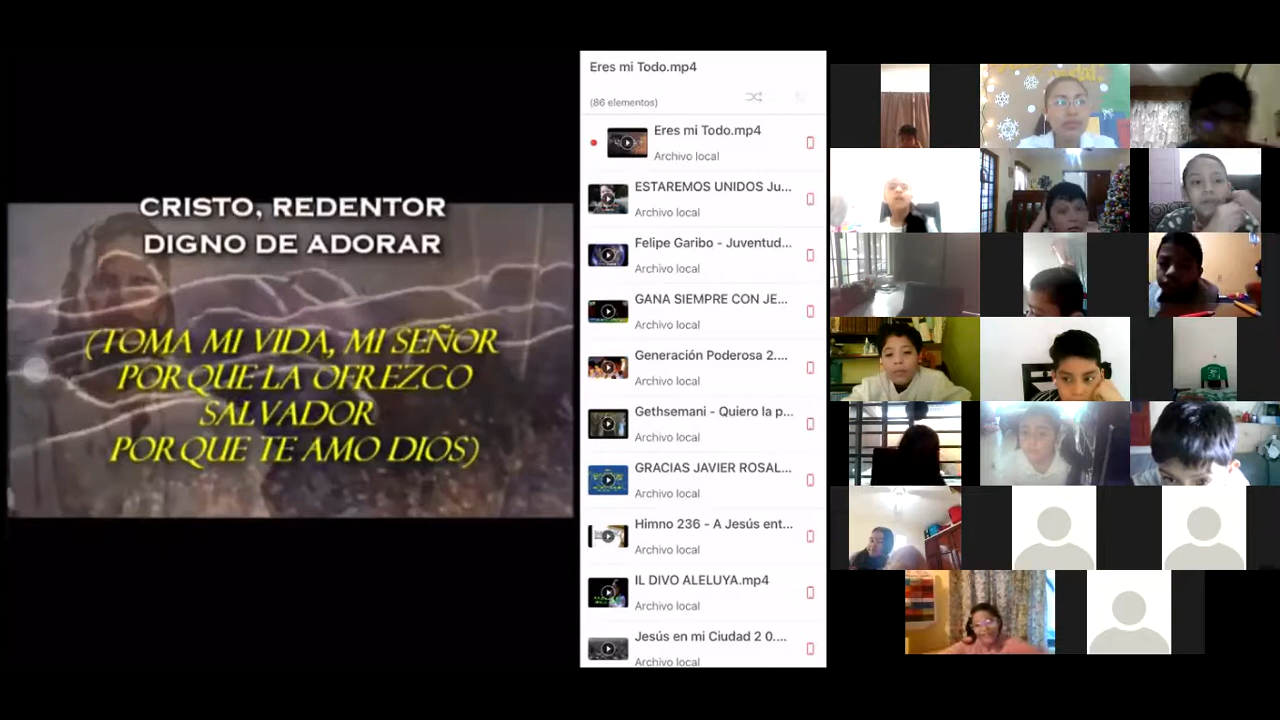 CRISTO, REDENTOR
DIGNO DE ADORAR
(TOMA MI VIDA, MI SEÑOR
PORQUE LA OFREZCO
SALVADOR
PORQUE TE AMO DIOS)
Eres mi Todo.mp4
(86 elementos)
Eres mi Todo.mp4
Archivo local
ESTAREMOS UNIDOS Ju...
Archivo local
Felipe Garibo - Juventud...
Archivo local
GANA SIEMPRE CON JE...
Archivo local
Generación Poderosa 2....
Archivo local
Gethsemani - Quiero la p...
Archivo local
GRACIAS JAVIER ROSAL...
Archivo local
Himno 236 - A Jesús ent...
Archivo local
IL DIVO ALELUYA.mp4
Archivo local
Jesús en mi Ciudad 2 0....
Archivo local